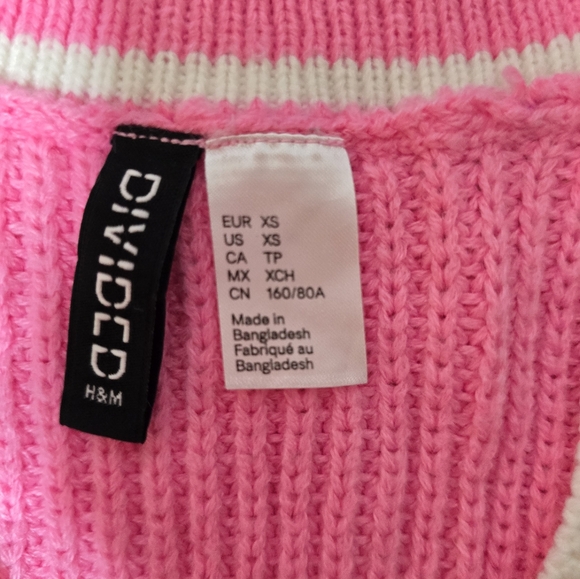 DIVIDED
H&M
EUR XS
US XS
CA TP
MX XCH
CN 160/80A
Made in
Bangladesh
Fabriqué au
Bangladesh